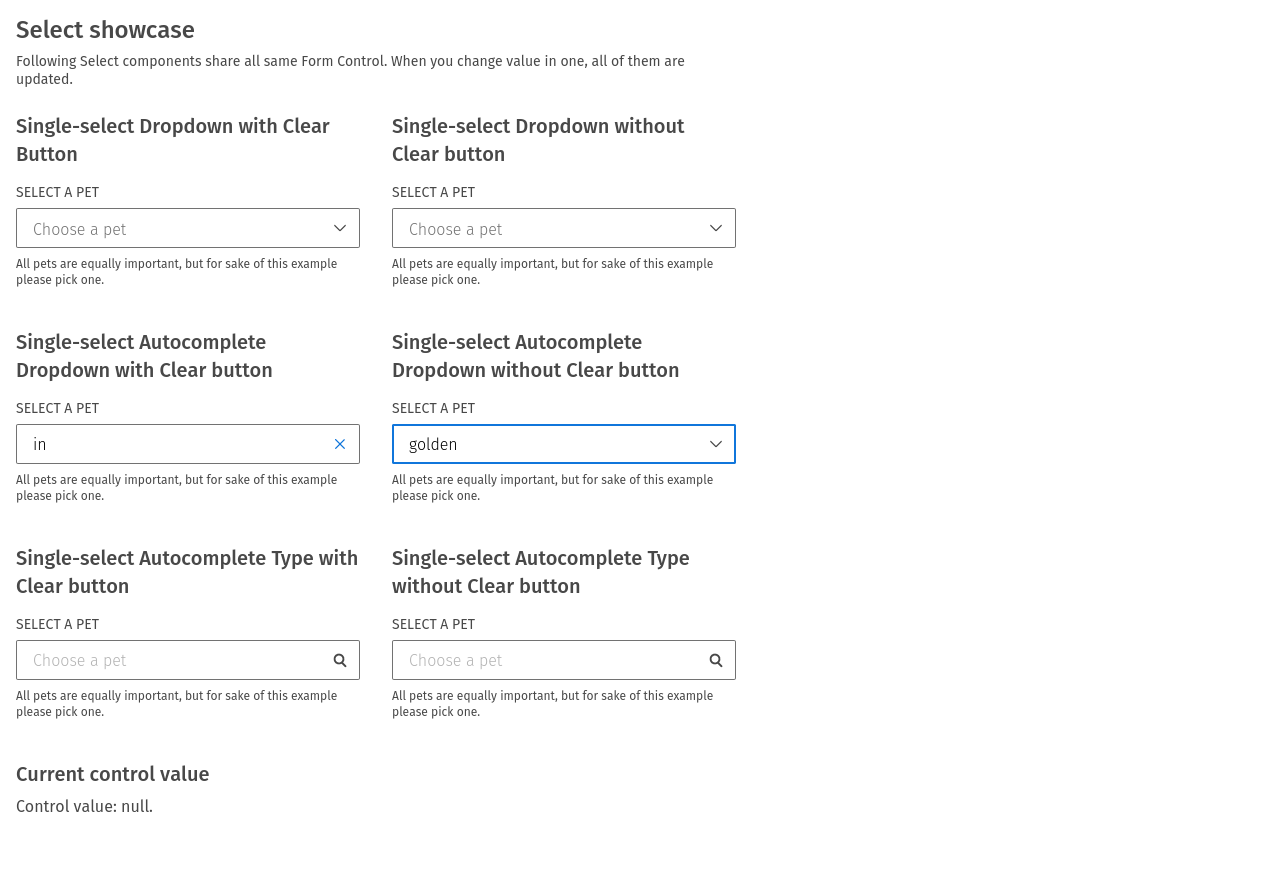 Select showcase
Following Select components share all same Form Control. When you change value in one, all of them are
updated.
Single-select Dropdown with Clear
Button
SELECT A PET
Choose a pet
All pets are equally important, but for sake of this example
please pick one.
Single-select Dropdown without
Clear button
SELECT A PET
Choose a pet
All pets are equally important, but for sake of this example
please pick one.
Single-select Autocomplete
Dropdown with Clear button
SELECT A PET
in
All pets are equally important, but for sake of this example
please pick one.
Single-select Autocomplete
Dropdown without Clear button
SELECT A PET
golden
All pets are equally important, but for sake of this example
please pick one.
Single-select Autocomplete Type with
Clear button
SELECT A PET
Choose a pet
All pets are equally important, but for sake of this example
please pick one.
Single-select Autocomplete Type
without Clear button
SELECT A PET
Choose a pet
All pets are equally important, but for sake of this example
please pick one.
Current control value
Control value: null.